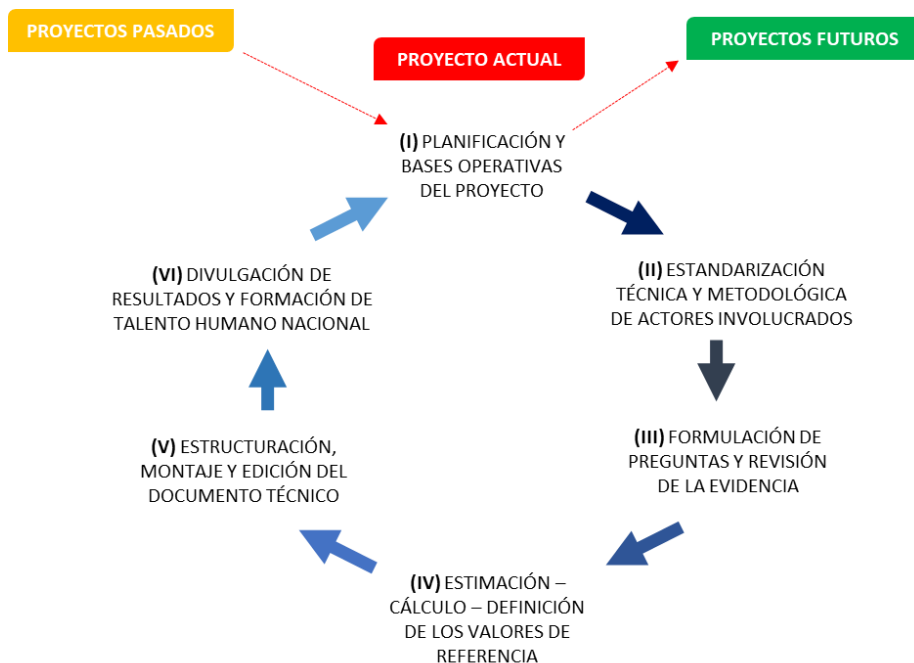 PROYECTOS PASADOS
PROYECTO ACTUAL
PROYECTOS FUTUROS
(I) PLANIFICACIÓN Y
BASES OPERATIVAS
DEL PROYECTO
(II) ESTANDARIZACIÓN
TÉCNICA Y METODOLÓGICA
DE ACTORES INVOLUCRADOS
(III) FORMULACIÓN DE
PREGUNTAS Y REVISIÓN
DE LA EVIDENCIA
(IV) ESTIMACIÓN –
CÁLCULO – DEFINICIÓN
DE LOS VALORES DE
REFERENCIA
(V) ESTRUCTURACIÓN,
MONTAJE Y EDICIÓN DEL
DOCUMENTO TÉCNICO
(VI) DIVULGACIÓN DE
RESULTADOS Y FORMACIÓN DE
TALENTO HUMANO NACIONAL